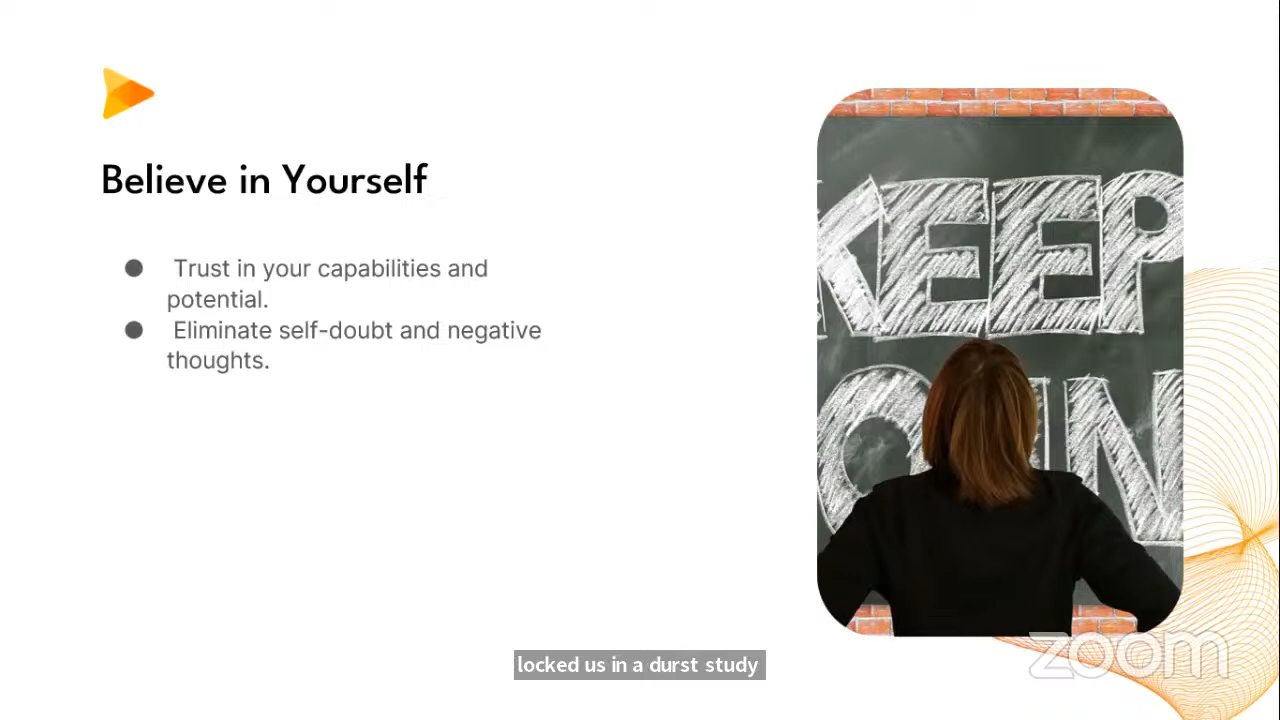 Believe in Yourself
● Trust in your capabilities and
potential.
● Eliminate self-doubt and negative
thoughts.
KEEP
OIN
locked us in a durst study
zoom